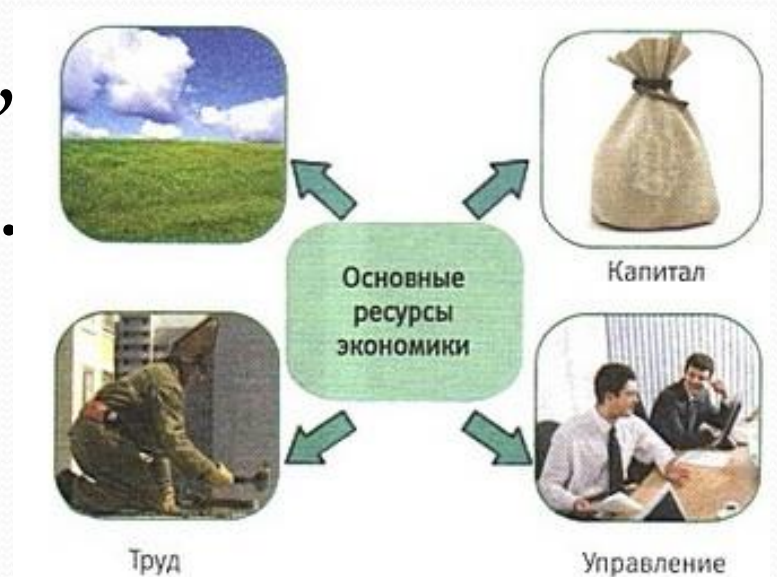 ,
.
Капитал
Основные
ресурсы
экономики
Труд
Управление